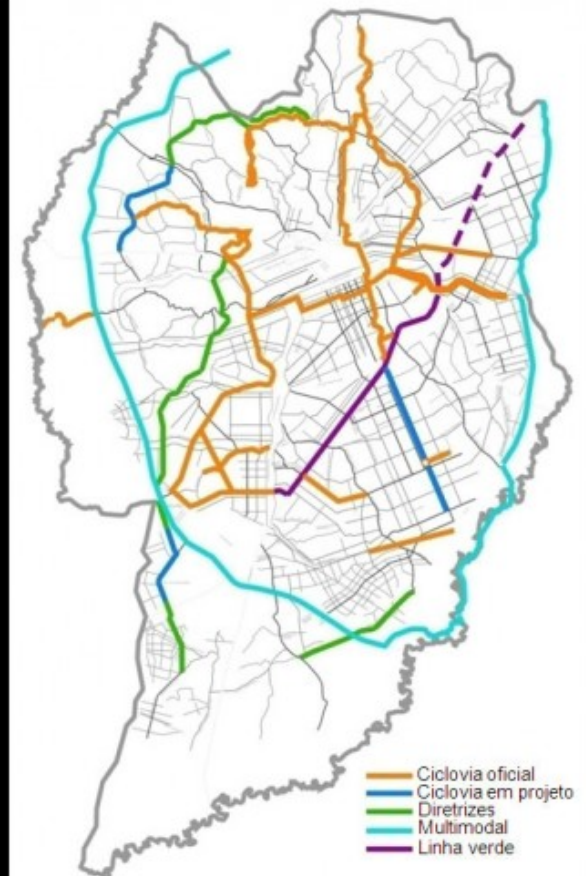 Ciclovia oficial
Ciclovia em projeto
Diretrizes
Multimodal
Linha verde